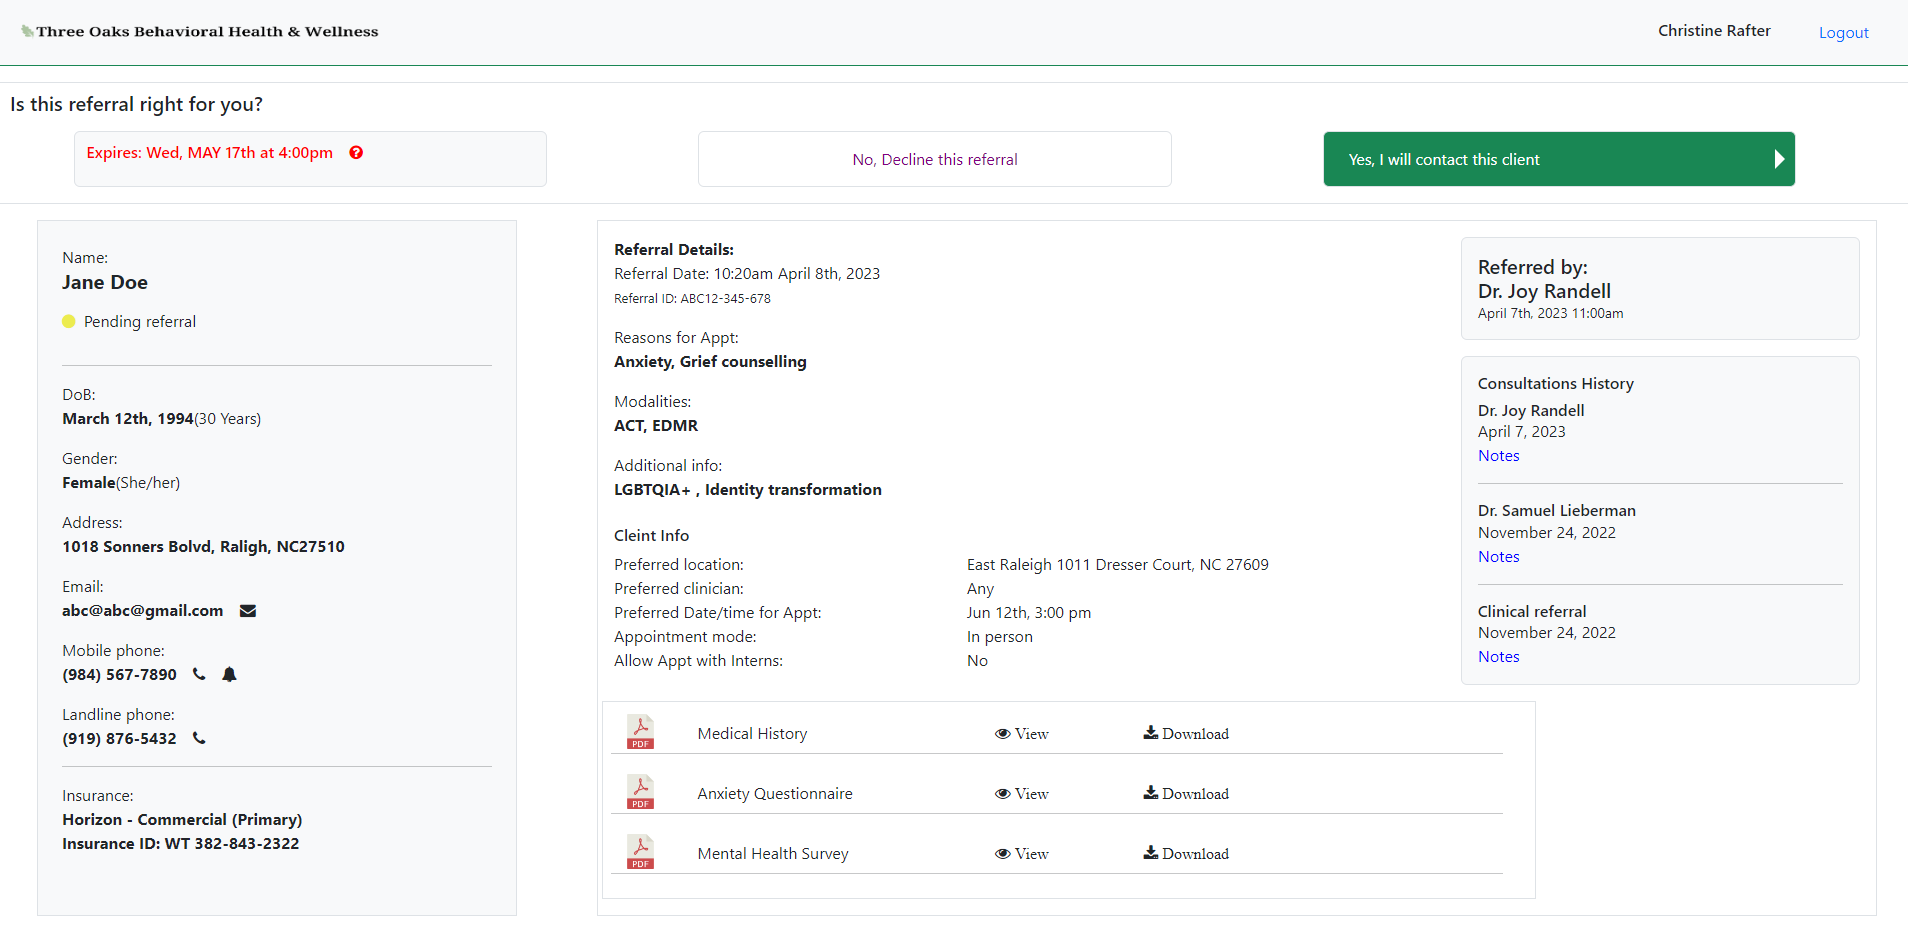 Three Oaks Behavioral Health & Wellness
Christine Rafter
Logout
Is this referral right for you?
Expires: Wed, MAY 17th at 4:00pm ?
No, Decline this referral
Yes, I will contact this client
Name:
Jane Doe
Pending referral
DoB:
March 12th, 1994(30 Years)
Gender:
Female(She/her)
Address:
1018 Sonners Bolvd, Raligh, NC27510
Email:
abc@abc@gmail.com
Mobile phone:
(984) 567-7890
Landline phone:
(919) 876-5432
Insurance:
Horizon - Commercial (Primary)
Insurance ID: WT 382-843-2322
Referral Details:
Referral Date: 10:20am April 8th, 2023
Referral ID: ABC12-345-678
Reasons for Appt:
Anxiety, Grief counselling
Modalities:
ACT, EDMR
Additional info:
LGBTQIA+ , Identity transformation
Cleint Info
Preferred location: East Raleigh 1011 Dresser Court, NC 27609
Preferred clinician: Any
Preferred Date/time for Appt: Jun 12th, 3:00 pm
Appointment mode: In person
Allow Appt with Interns: No
PDF Medical History View Download
PDF Anxiety Questionnaire View Download
PDF Mental Health Survey View Download
Referred by:
Dr. Joy Randell
April 7th, 2023 11:00am
Consultations History
Dr. Joy Randell
April 7, 2023
Notes
Dr. Samuel Lieberman
November 24, 2022
Notes
Clinical referral
November 24, 2022
Notes